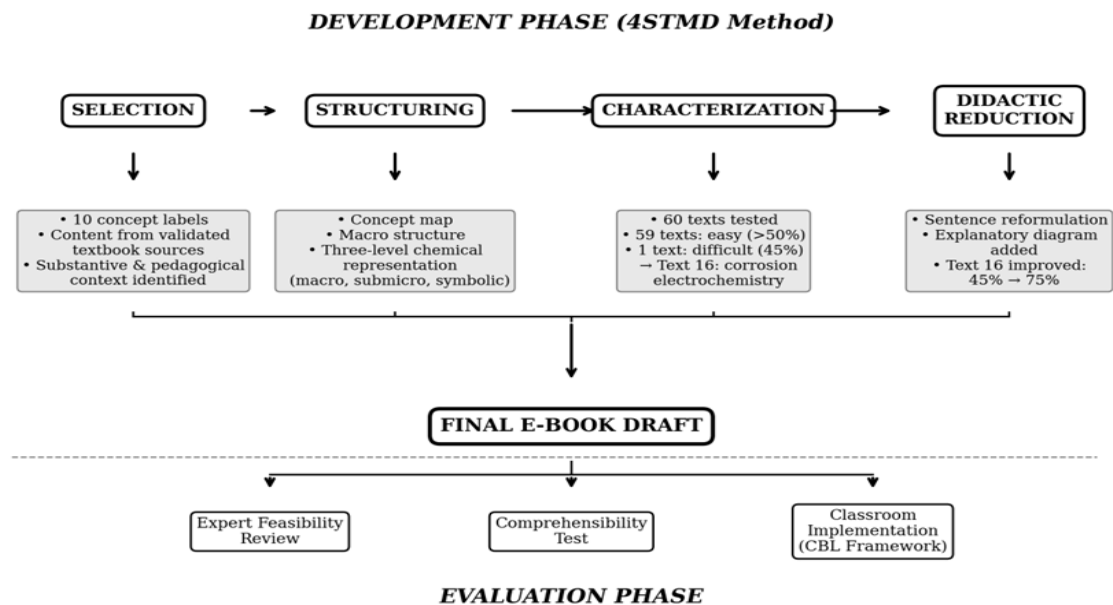 DEVELOPMENT PHASE (4STMD Method)
SELECTION
STRUCTURING
CHARACTERIZATION
DIDACTIC
REDUCTION
• 10 concept labels
• Content from validated
textbook sources
• Substantive & pedagogical
context identified
• Concept map
• Macro structure
• Three-level chemical
representation
(macro, submicro, symbolic)
• 60 texts tested
• 59 texts: easy (>50%)
• 1 text: difficult (45%)
→ Text 16: corrosion
electrochemistry
• Sentence reformulation
• Explanatory diagram
added
• Text 16 improved:
45% → 75%
FINAL E-BOOK DRAFT
Expert Feasibility
Review
Comprehensibility
Test
Classroom
Implementation
(CBL Framework)
EVALUATION PHASE